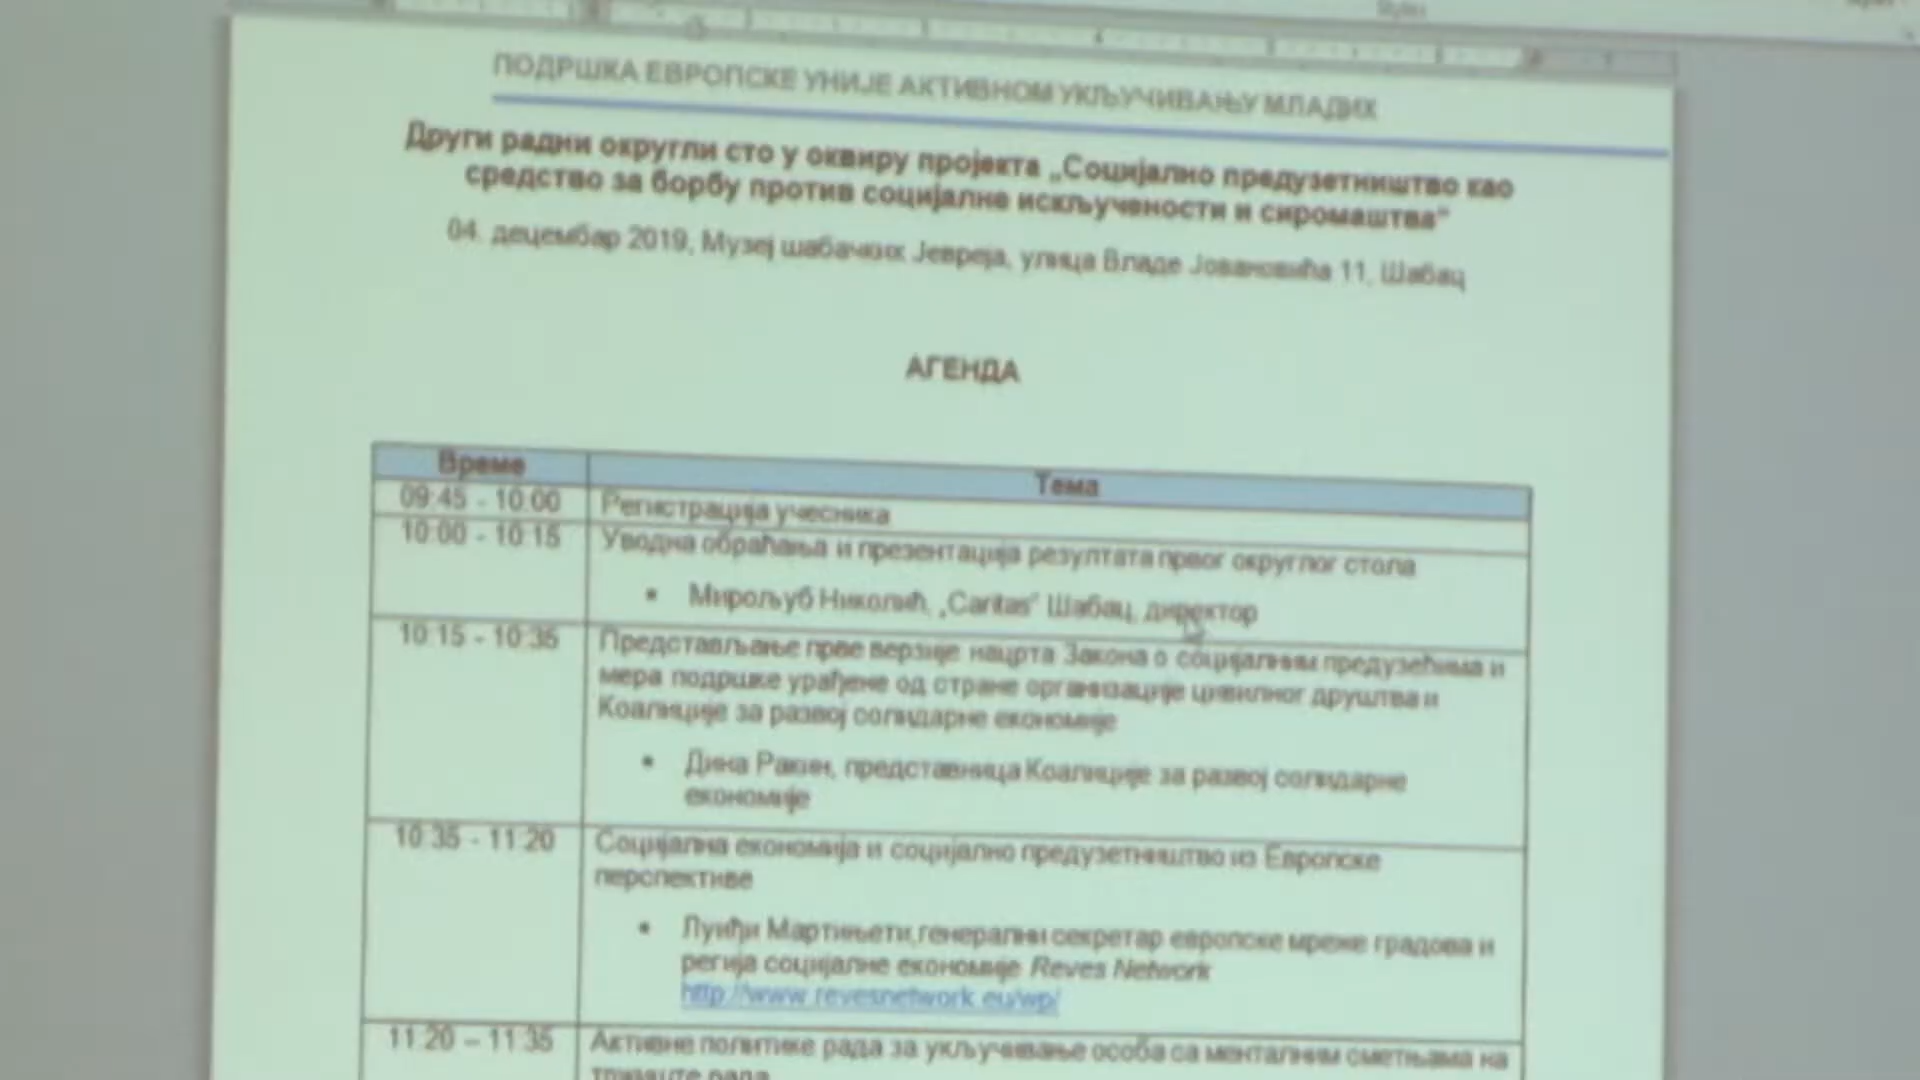 ПОДРШКА ЕВРОПСКЕ УНИЈЕ АКТИВНОМ УКЉУЧИВАЊУ МЛАДИХ
Други радни округли сто у оквиру пројекта „Социјално предузетништво као
средство за борбу против социјалне искључености и сиромаштва“
04. децембар 2019, Музеј шабачких Јевреја, улица Владе Јовановића 11, Шабац
АГЕНДА
Време Тема
09:45 - 10:00 Регистрација учесника
10:00 - 10:15 Уводна обраћања и презентација резултата првог округлог стола
• Мирољуб Николић, „Caritas“ Шабац, директор
10:15 - 10:35 Представљање прве верзије нацрта Закона о социјалним предузећима и
мера подршке урађене од стране организације цивилног друштва и
Коалиције за развој солидарне економије
• Дина Ракин, представница Коалиције за развој солидарне
економије
10:35 - 11:20 Социјална економија и социјално предузетништво из Европске
перспективе
• Луиђи Мартињети,генерални секретар европске мреже градова и
регија социјалне економије Reves Network
http://www.revesnetwork.eu/wp/
11:20 – 11:35 Активне политике рада за укључивање особа са менталним сметњама на
тржиште рада